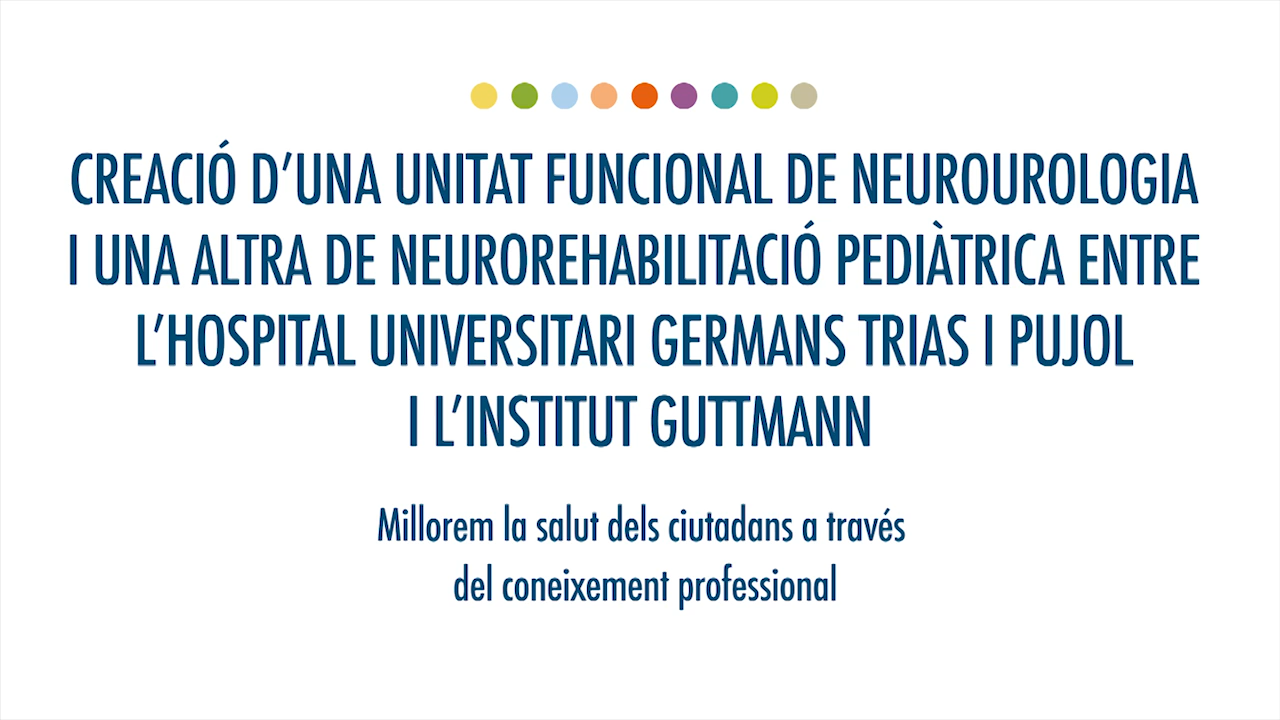 CREACIÓ D’UNA UNITAT FUNCIONAL DE NEUROUROLOGIA
I UNA ALTRA DE NEUROREHABILITACIÓ PEDIÀTRICA ENTRE
L’HOSPITAL UNIVERSITARI GERMANS TRIAS I PUJOL
I L’INSTITUT GUTTMANN
Millorem la salut dels ciutadans a través
del coneixement professional